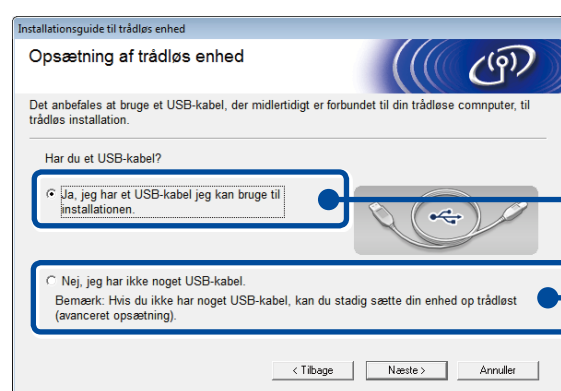 Installationsguide til trådløs enhed
Opsætning af trådløs enhed
Det anbefales at bruge et USB-kabel, der midlertidigt er forbundet til din trådløse comnputer, til
trådløs installation.
Har du et USB-kabel?
Ja, jeg har et USB-kabel jeg kan bruge til
installationen.
Nej, jeg har ikke noget USB-kabel.
Bemærk: Hvis du ikke har noget USB-kabel, kan du stadig sætte din enhed op trådløst
(avanceret opsætning).
< Tilbage Næste > Annuller